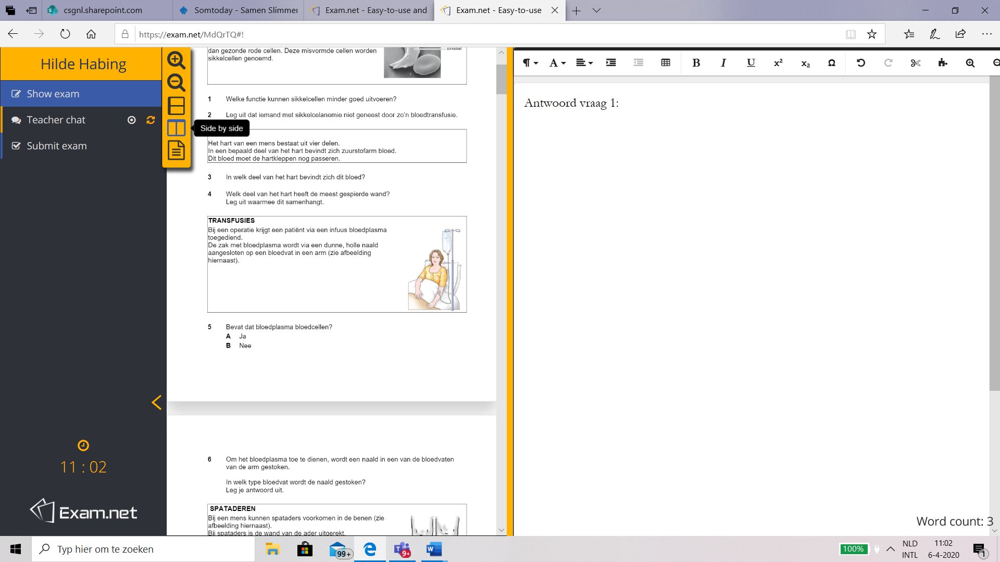 csgnl.sharepoint.com
Somtoday - Samen Slimmer
Exam.net - Easy-to-use and
Exam.net - Easy-to-use
https://exam.net/MdQrTQ#!
Hilde Habing
Show exam
Teacher chat
Submit exam
Side by side
11 : 02
Exam.net
dan gezonde rode cellen. Deze misvormde cellen worden
sikkelcellen genoemd.
sikkelcel
1 Welke functie kunnen sikkelcellen minder goed uitvoeren?
2 Leg uit dat iemand met sikkelcelanemie niet geneest door zo'n bloedtransfusie.
Het hart van een mens bestaat uit vier delen.
In een bepaald deel van het hart bevindt zich zuurstofarm bloed.
Dit bloed moet de hartkleppen nog passeren.
3 In welk deel van het hart bevindt zich dit bloed?
4 Welk deel van het hart heeft de meest gespierde wand?
Leg uit waarmee dit samenhangt.
TRANSFUSIES
Bij een operatie krijgt een patiënt via een infuus bloedplasma
toegediend.
De zak met bloedplasma wordt via een dunne, holle naald
aangesloten op een bloedvat in een arm (zie afbeelding
hiernaast).
5 Bevat dat bloedplasma bloedcellen?
A Ja
B Nee
6 Om het bloedplasma toe te dienen, wordt een naald in een van de bloedvaten
van de arm gestoken.
In welk type bloedvat wordt de naald gestoken?
Leg je antwoord uit.
SPATADEREN
Bij een mens kunnen spataders voorkomen in de benen (zie
afbeelding hiernaast).
Bij spataders is de wand van de ader uitgerekt.
A
B I U x² x₂ Ω
Antwoord vraag 1:
Word count: 3
Typ hier om te zoeken
99+
9+
100%
NLD
INTL
11:02
6-4-2020
1